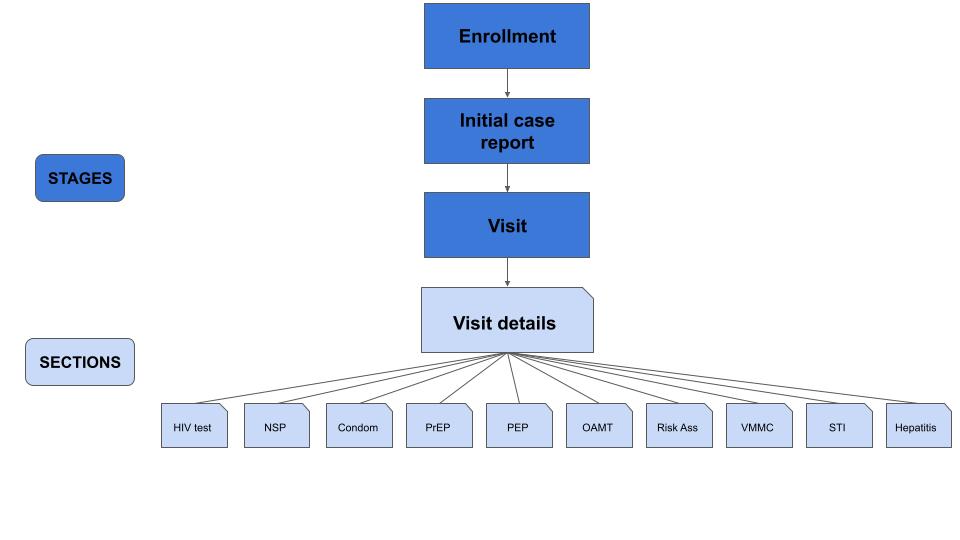 Enrollment
Initial case
report
STAGES
Visit
Visit details
SECTIONS
HIV test
NSP
Condom
PrEP
PEP
OAMT
Risk Ass
VMMC
STI
Hepatitis